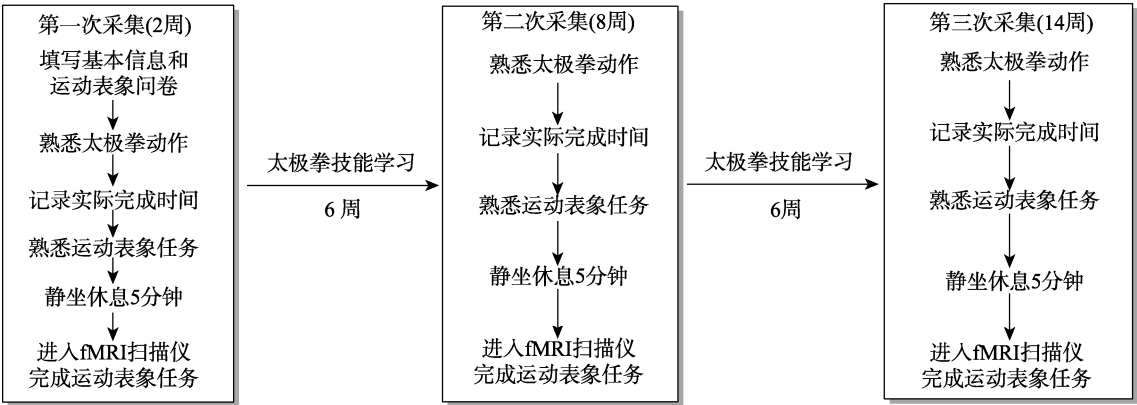 第一次采集(2周)
填写基本信息和
运动表象问卷
熟悉太极拳动作
记录实际完成时间
熟悉运动表象任务
静坐休息5分钟
进入fMRI扫描仪
完成运动表象任务
太极拳技能学习
6 周
第二次采集(8周)
熟悉太极拳动作
记录实际完成时间
熟悉运动表象任务
静坐休息5分钟
进入fMRI扫描仪
完成运动表象任务
太极拳技能学习
6周
第三次采集(14周)
熟悉太极拳动作
记录实际完成时间
熟悉运动表象任务
静坐休息5分钟
进入fMRI扫描仪
完成运动表象任务